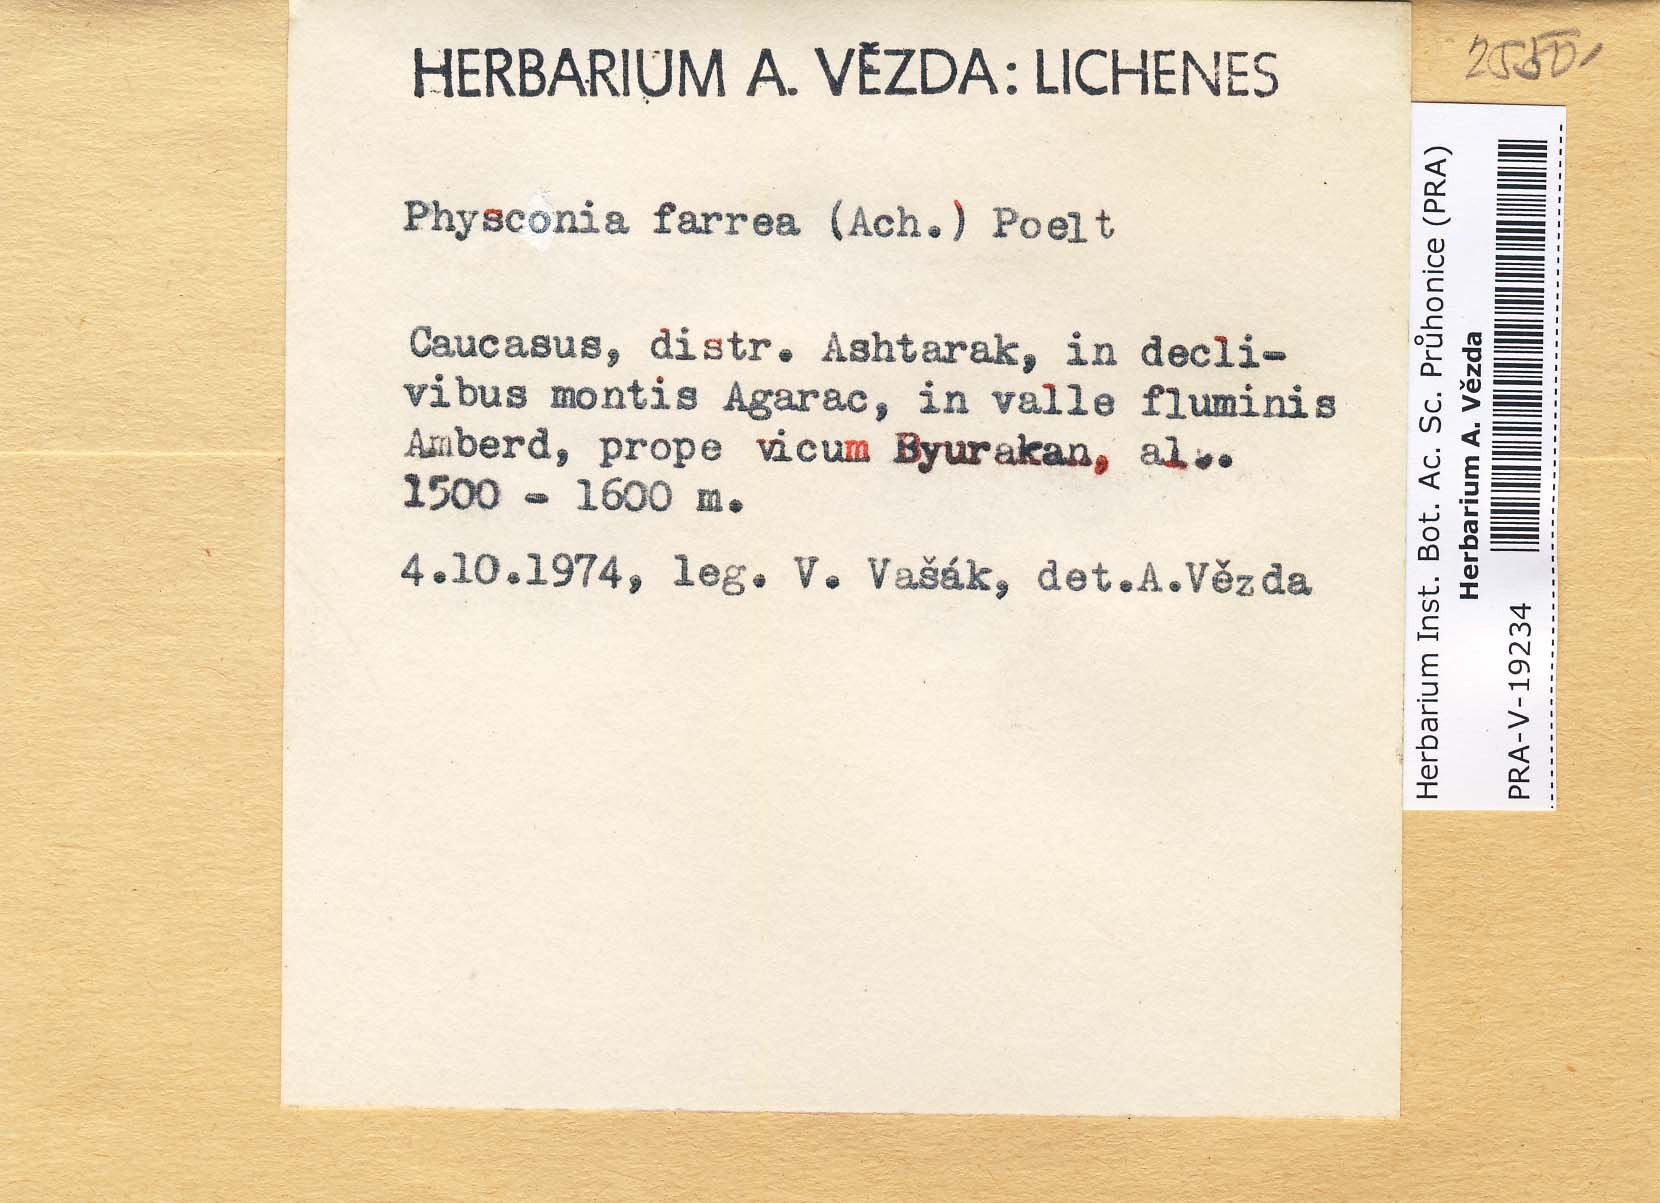 HERBARIUM A. VĚZDA: LICHENES
Physconia farrea (Ach.) Poelt
Caucasus, distr. Ashtarak, in decli-
vibus montis Agarac, in valle fluminis
Amberd, prope vicum Byurakan, al..
1500 - 1600 m.
4.10.1974, leg. V. Vašák, det.A.Vězda
Herbarium Inst. Bot. Ac. Sc. Průhonice (PRA)
Herbarium A. Vězda
PRA-V-19234